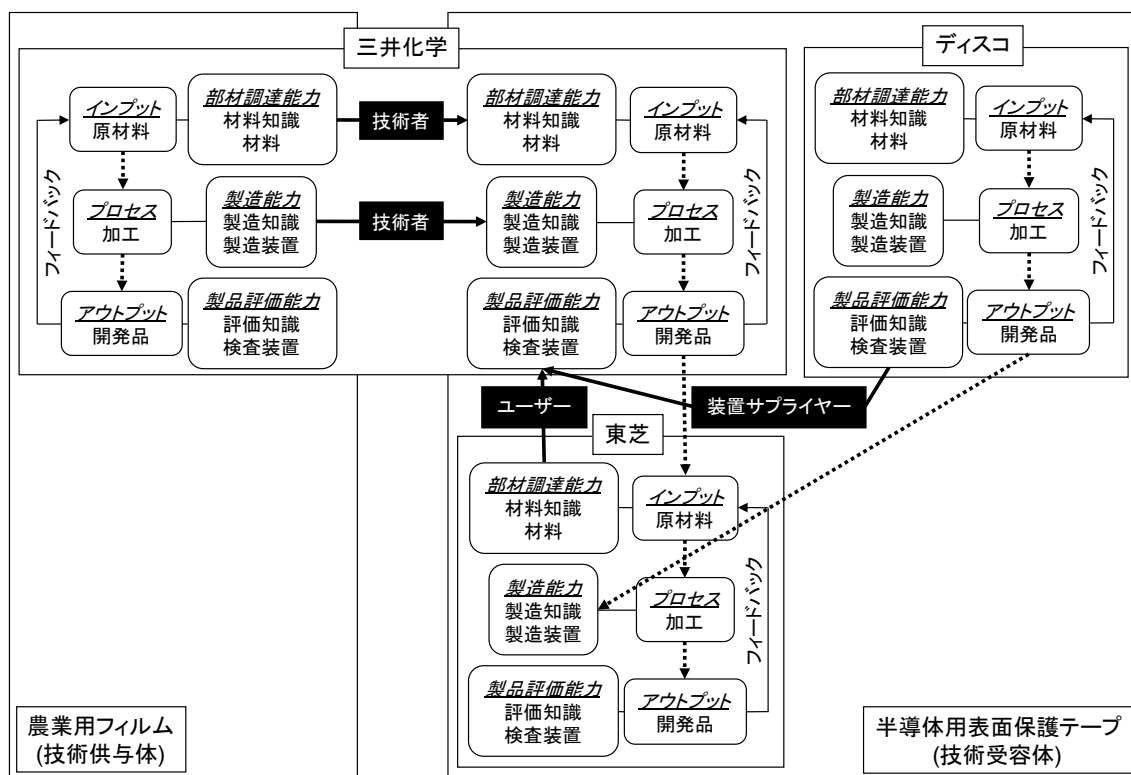 三井化学
ディスコ
インプット
原材料
部材調達能力
材料知識
材料
技術者
部材調達能力
材料知識
材料
インプット
原材料
部材調達能力
材料知識
材料
インプット
原材料
フィードバック
プロセス
加工
製造能力
製造知識
製造装置
技術者
製造能力
製造知識
製造装置
プロセス
加工
フィードバック
製造能力
製造知識
製造装置
プロセス
加工
フィードバック
アウトプット
開発品
製品評価能力
評価知識
検査装置
製品評価能力
評価知識
検査装置
アウトプット
開発品
製品評価能力
評価知識
検査装置
アウトプット
開発品
ユーザー
装置サプライヤー
東芝
部材調達能力
材料知識
材料
インプット
原材料
製造能力
製造知識
製造装置
プロセス
加工
フィードバック
製品評価能力
評価知識
検査装置
アウトプット
開発品
農業用フィルム
(技術供与体)
半導体用表面保護テープ
(技術受容体)